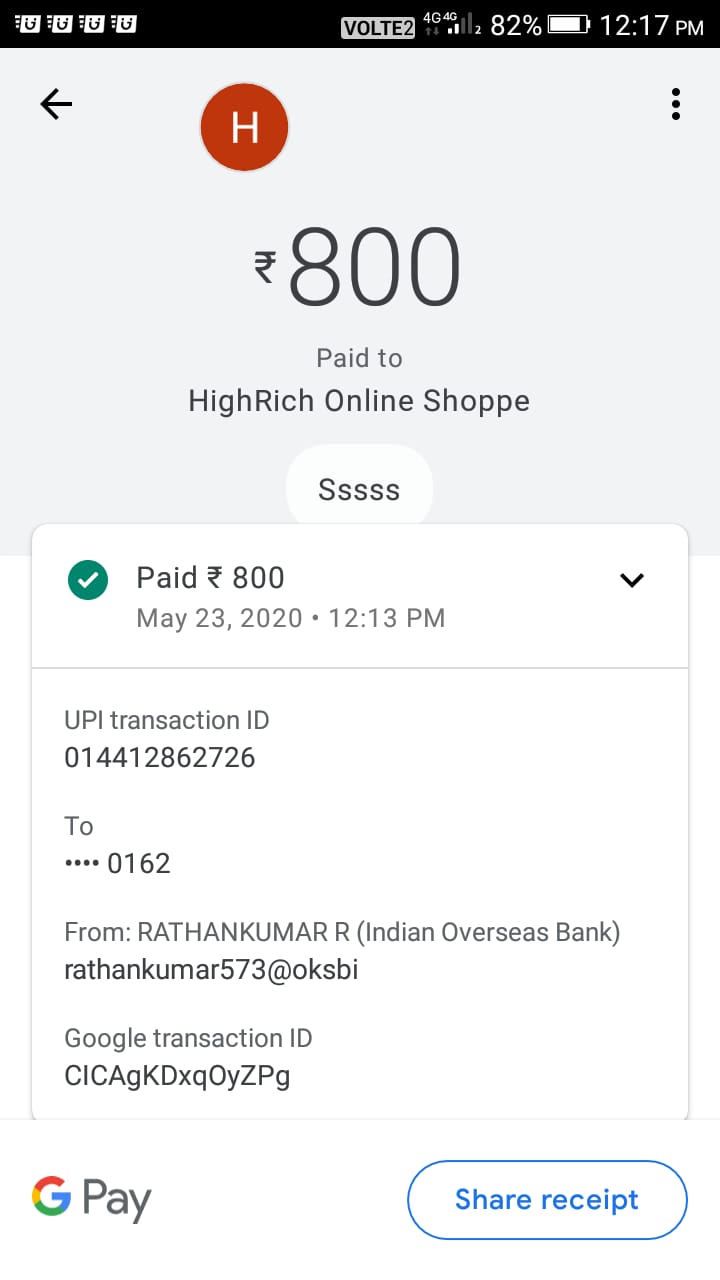 VOLTE2 4G 4G 2 82% 12:17 PM
H
₹800
Paid to
HighRich Online Shoppe
Sssss
Paid ₹ 800
May 23, 2020 • 12:13 PM
UPI transaction ID
014412862726
To
•••• 0162
From: RATHANKUMAR R (Indian Overseas Bank)
rathankumar573@oksbi
Google transaction ID
CICAgKDxqOyZPg
G Pay
Share receipt